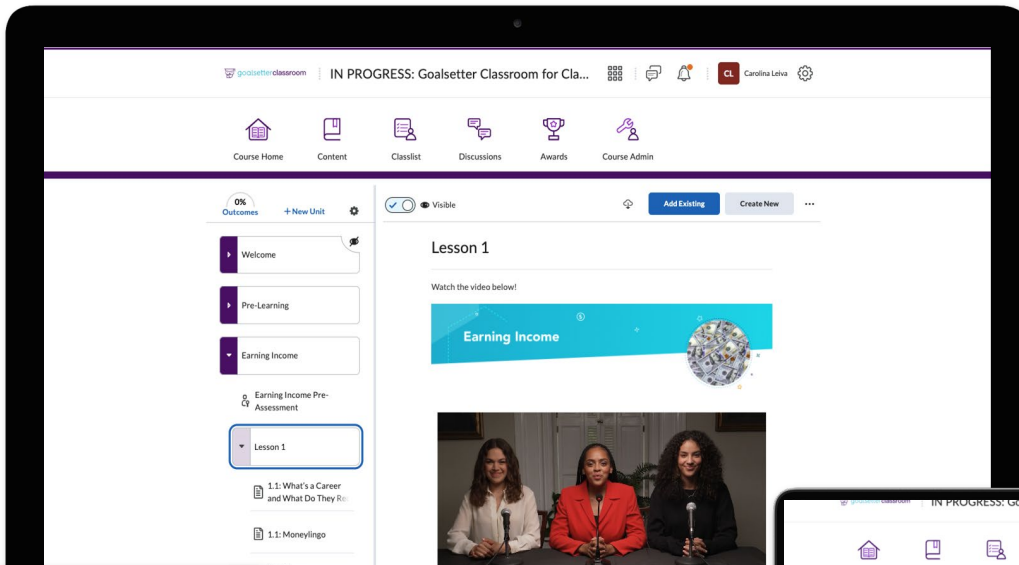 goalsetterclassroom IN PROGRESS: Goalsetter Classroom for Cla... CL Carolina Leiva
Course Home Content Classlist Discussions Awards Course Admin
0%
Outcomes + New Unit Visible Add Existing Create New ...
Welcome
Pre-Learning
Earning Income
Earning Income Pre-
Assessment
Lesson 1
1.1: What's a Career
and What Do They
1.1: Moneylingo
Lesson 1
Watch the video below!
Earning Income
goalsetterclassroom IN PROGRESS: Go